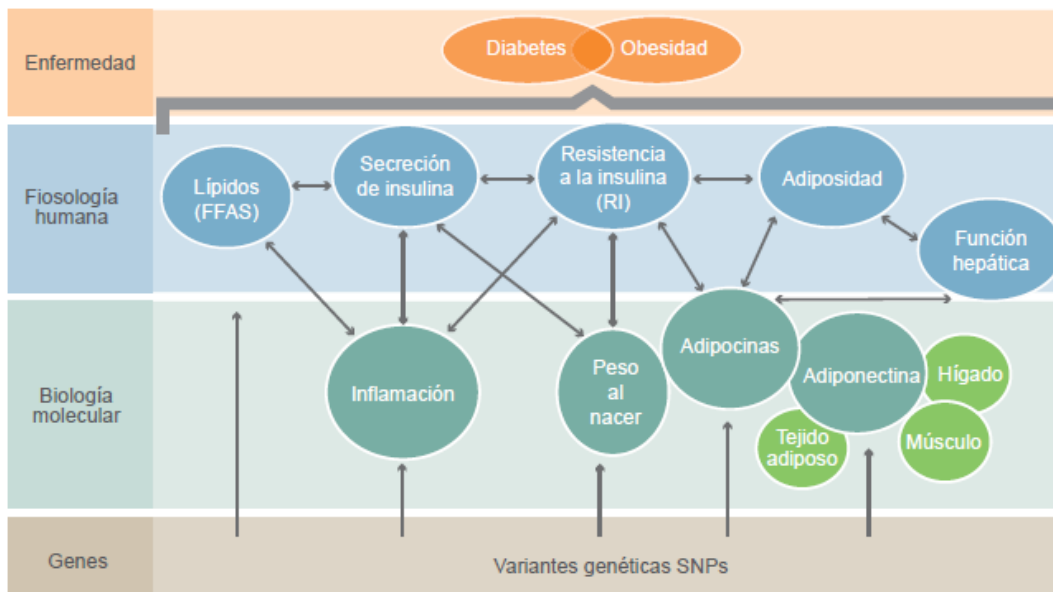 Enfermedad
Diabetes
Obesidad
Fiosología
humana
Lípidos
(FFAS)
Secreción
de insulina
Resistencia
a la insulina
(RI)
Adiposidad
Función
hepática
Biología
molecular
Inflamación
Peso
al
nacer
Adipocinas
Adiponectina
Hígado
Tejido
adiposo
Músculo
Genes
Variantes genéticas SNPs